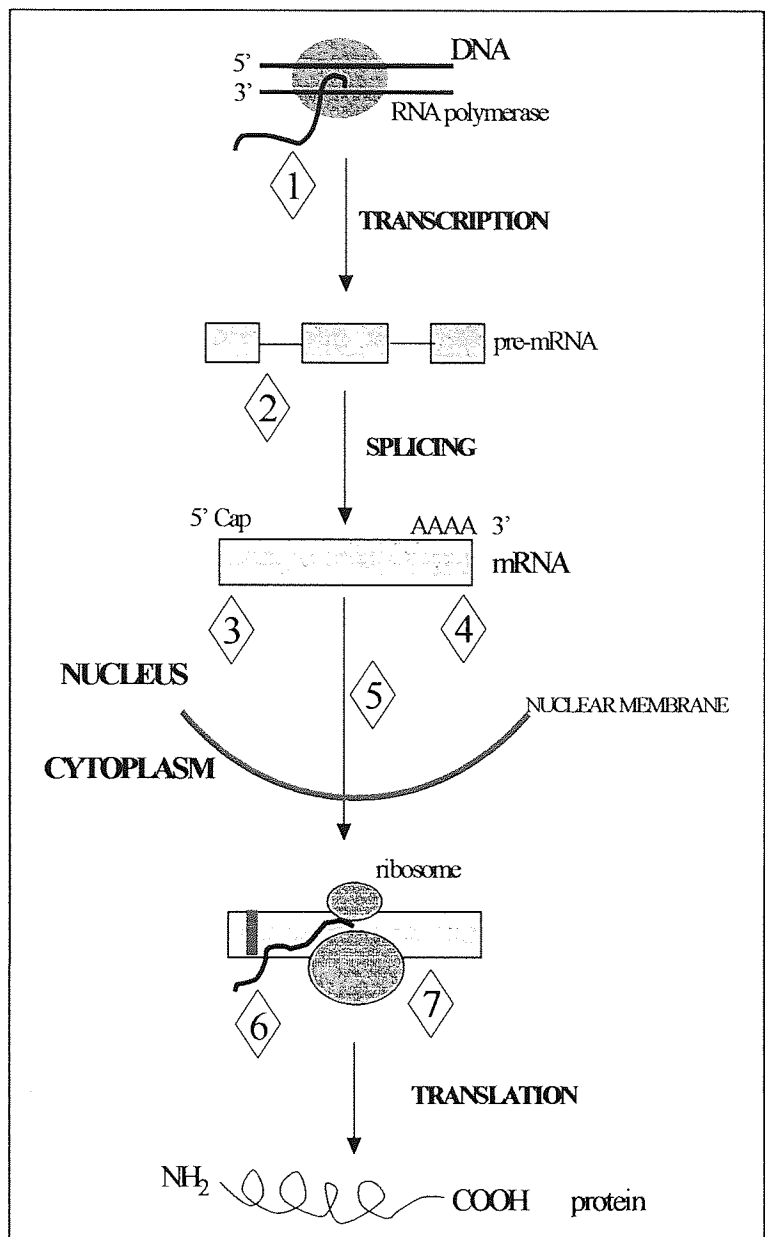 DNA
5’
3’
RNA polymerase
1
TRANSCRIPTION
pre-mRNA
2
SPLICING
5’ Cap AAAA 3’
mRNA
3 4
NUCLEUS 5 NUCLEAR MEMBRANE
CYTOPLASM
ribosome
6 7
TRANSLATION
NH2 COOH protein